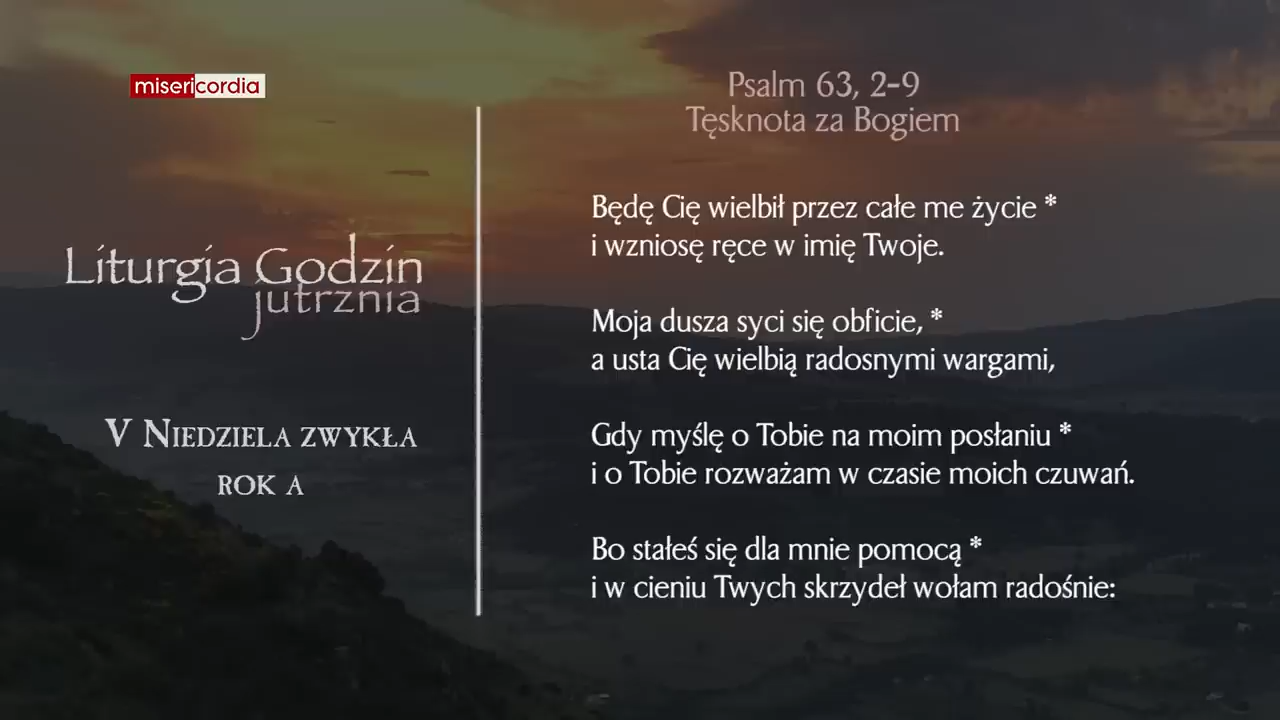 misericordia
Liturgia Godzin
jutrznia
V Niedziela zwykła
rok A
Psalm 63, 2-9
Tęsknota za Bogiem
Będę Cię wielbił przez całe me życie *
i wzniosę ręce w imię Twoje.
Moja dusza syci się obficie, *
a usta Cię wielbią radosnymi wargami,
Gdy myślę o Tobie na moim posłaniu *
i o Tobie rozważam w czasie moich czuwań.
Bo stałeś się dla mnie pomocą *
i w cieniu Twych skrzydeł wołam radośnie: